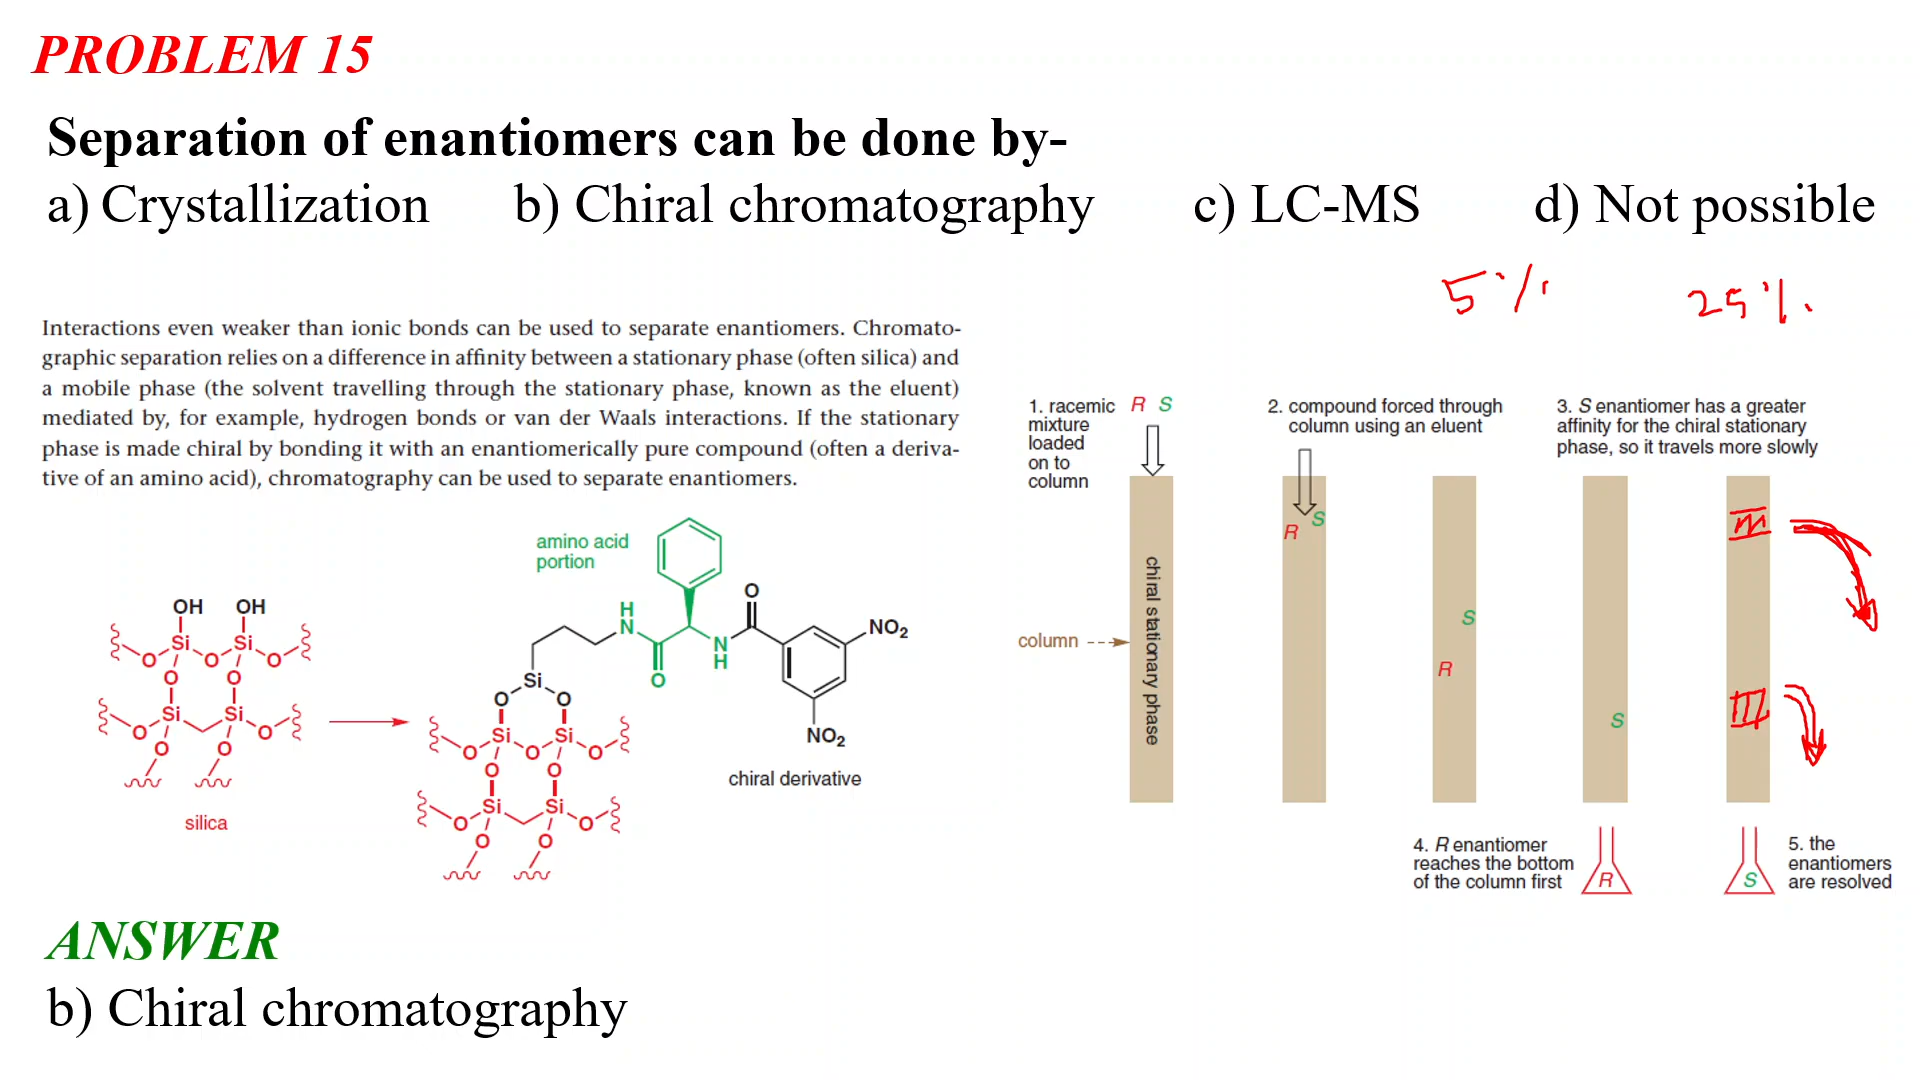 PROBLEM 15
Separation of enantiomers can be done by-
a) Crystallization b) Chiral chromatography c) LC-MS d) Not possible
5% 25%
Interactions even weaker than ionic bonds can be used to separate enantiomers. Chromato-
graphic separation relies on a difference in affinity between a stationary phase (often silica) and
a mobile phase (the solvent travelling through the stationary phase, known as the eluent)
mediated by, for example, hydrogen bonds or van der Waals interactions. If the stationary
phase is made chiral by bonding it with an enantiomerically pure compound (often a deriva-
tive of an amino acid), chromatography can be used to separate enantiomers.
amino acid
portion
OH OH
Si Si
O O O
O O
Si Si
O O
O O
silica
H
N
O
N
H
O
NO2
NO2
Si
O O
Si Si
O O O
O O
Si Si
O O
O O
chiral derivative
1. racemic R S
mixture
loaded
on to
column
2. compound forced through
column using an eluent
3. S enantiomer has a greater
affinity for the chiral stationary
phase, so it travels more slowly
column
chiral stationary phase
R S
S
R
S
4. R enantiomer
reaches the bottom
of the column first
R
S
5. the
enantiomers
are resolved
ANSWER
b) Chiral chromatography